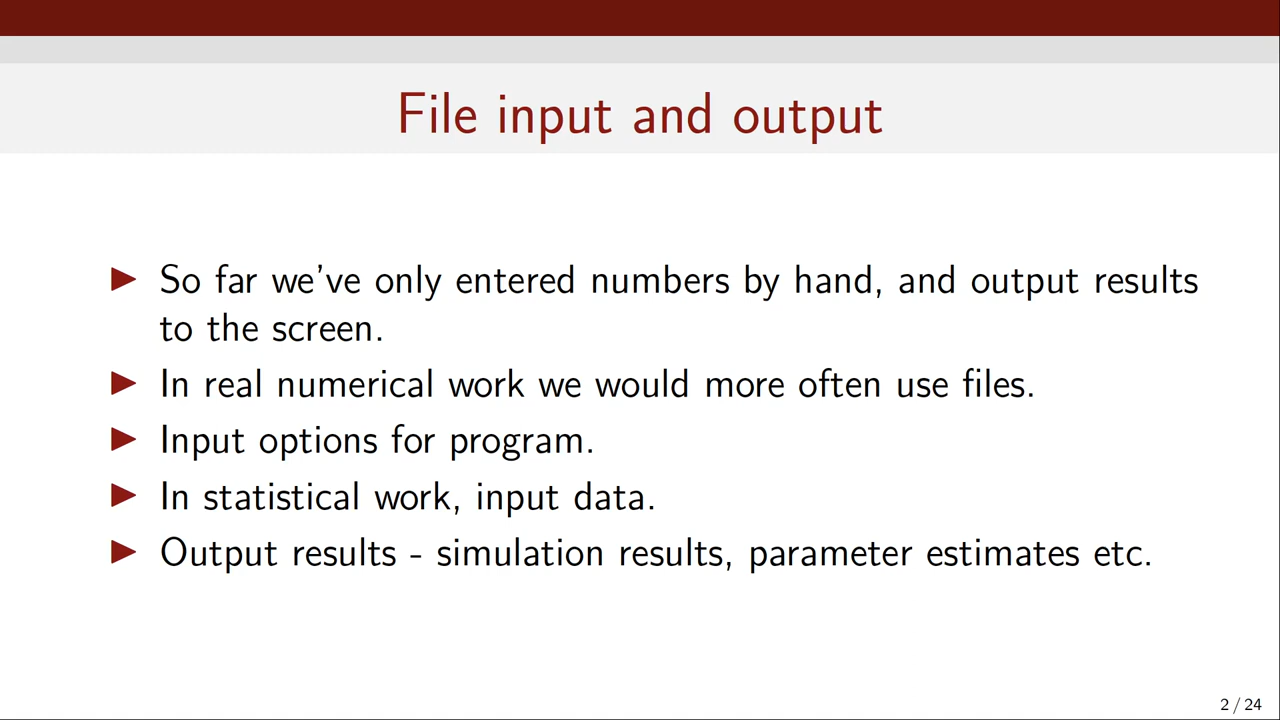 File input and output
So far we've only entered numbers by hand, and output results
to the screen.
In real numerical work we would more often use files.
Input options for program.
In statistical work, input data.
Output results - simulation results, parameter estimates etc.
2 / 24